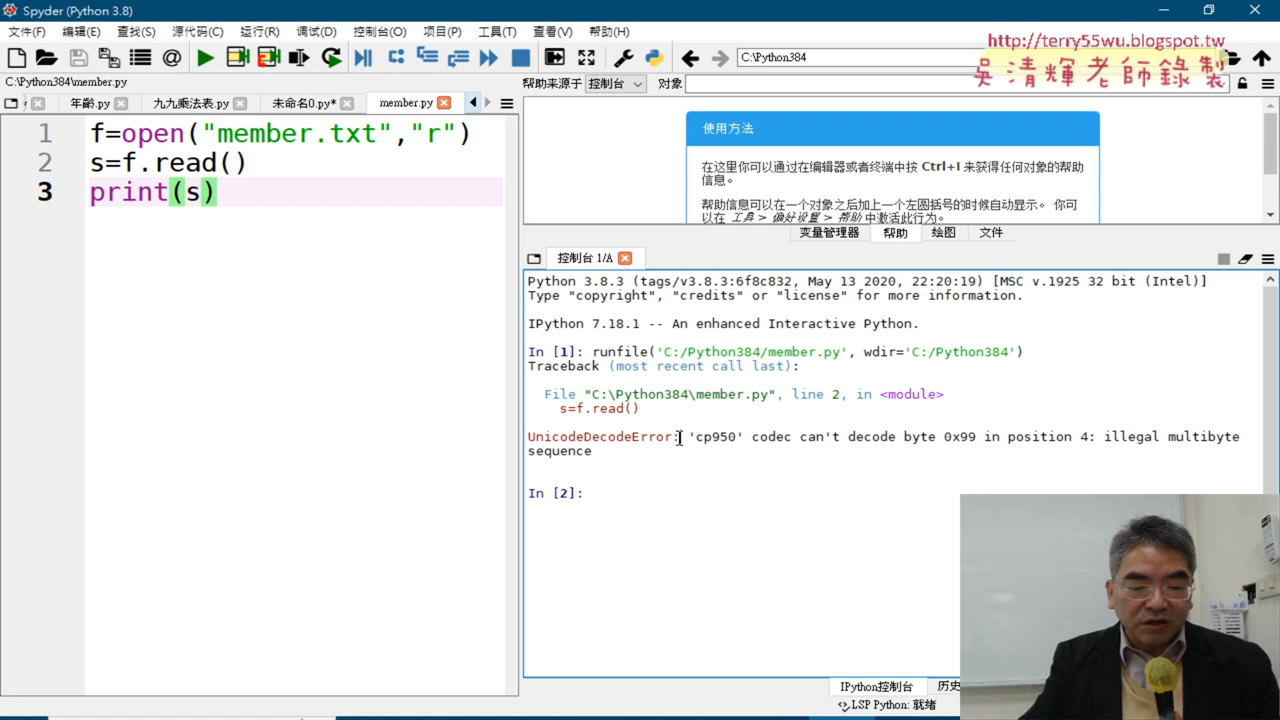 Spyder (Python 3.8)
文件(F) 编辑(E) 查找(S) 源代码(C) 运行(R) 调试(D) 控制台(O) 项目(P) 工具(T) 查看(V) 帮助(H)
http://terry55wu.blogspot.tw
吳清輝老師錄製
C:\Python384
C:\Python384\member.py
帮助来源于 控制台 对象
年齡.py 九九乘法表.py 未命名0.py* member.py
1 f=open("member.txt","r")
2 s=f.read()
3 print(s)
使用方法
在这里你可以通过在编辑器或者终端中按 Ctrl+I 来获得任何对象的帮助
信息。
帮助信息可以在一个对象之后加上一个左圆括号的时候自动显示。 你可
以在 工具 > 偏好设置 > 帮助 中激活此行为。
变量管理器 帮助 绘图 文件
控制台 1/A
Python 3.8.3 (tags/v3.8.3:6f8c832, May 13 2020, 22:20:19) [MSC v.1925 32 bit (Intel)]
Type "copyright", "credits" or "license" for more information.
IPython 7.18.1 -- An enhanced Interactive Python.
In [1]: runfile('C:/Python384/member.py', wdir='C:/Python384')
Traceback (most recent call last):
File "C:\Python384\member.py", line 2, in <module>
s=f.read()
UnicodeDecodeError: 'cp950' codec can't decode byte 0x99 in position 4: illegal multibyte
sequence
In [2]:
IPython控制台 历史
LSP Python: 就绪